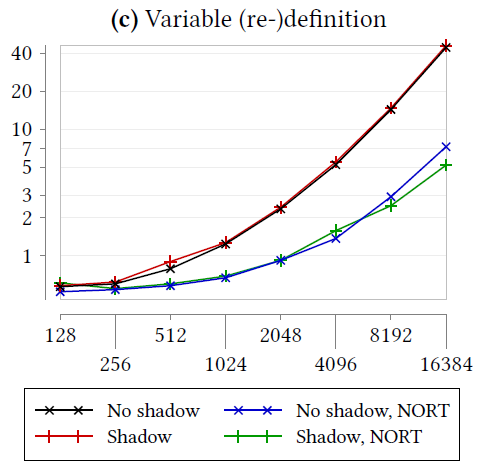 (c) Variable (re-)definition
40
20
10
7
5
3
2
1
128 512 2048 8192
256 1024 4096 16384
No shadow No shadow, NORT
Shadow Shadow, NORT